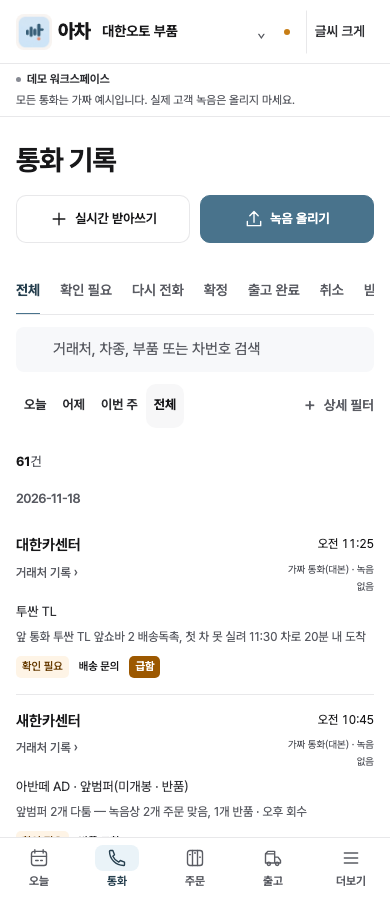 아차 대한오토 부품 글씨 크게
데모 워크스페이스
모든 통화는 가짜 예시입니다. 실제 고객 녹음은 올리지 마세요.
통화 기록
실시간 받아쓰기 녹음 올리기
전체 확인 필요 다시 전화 확정 출고 완료 취소
거래처, 차종, 부품 또는 차번호 검색
오늘 어제 이번 주 전체 + 상세 필터
61건
2026-11-18
대한카센터 오전 11:25
거래처 기록 › 가짜 통화(대본) · 녹음
없음
투싼 TL
앞 통화 투싼 TL 앞쇼바 2 배송독촉, 첫 차 못 실려 11:30 차로 20분 내 도착
확인 필요 배송 문의 급함
새한카센터 오전 10:45
거래처 기록 › 가짜 통화(대본) · 녹음
없음
아반떼 AD · 앞범퍼(미개봉 · 반품)
앞범퍼 2개 다툼 — 녹음상 2개 주문 맞음, 1개 반품 · 오후 회수
오늘 통화 주문 출고 더보기